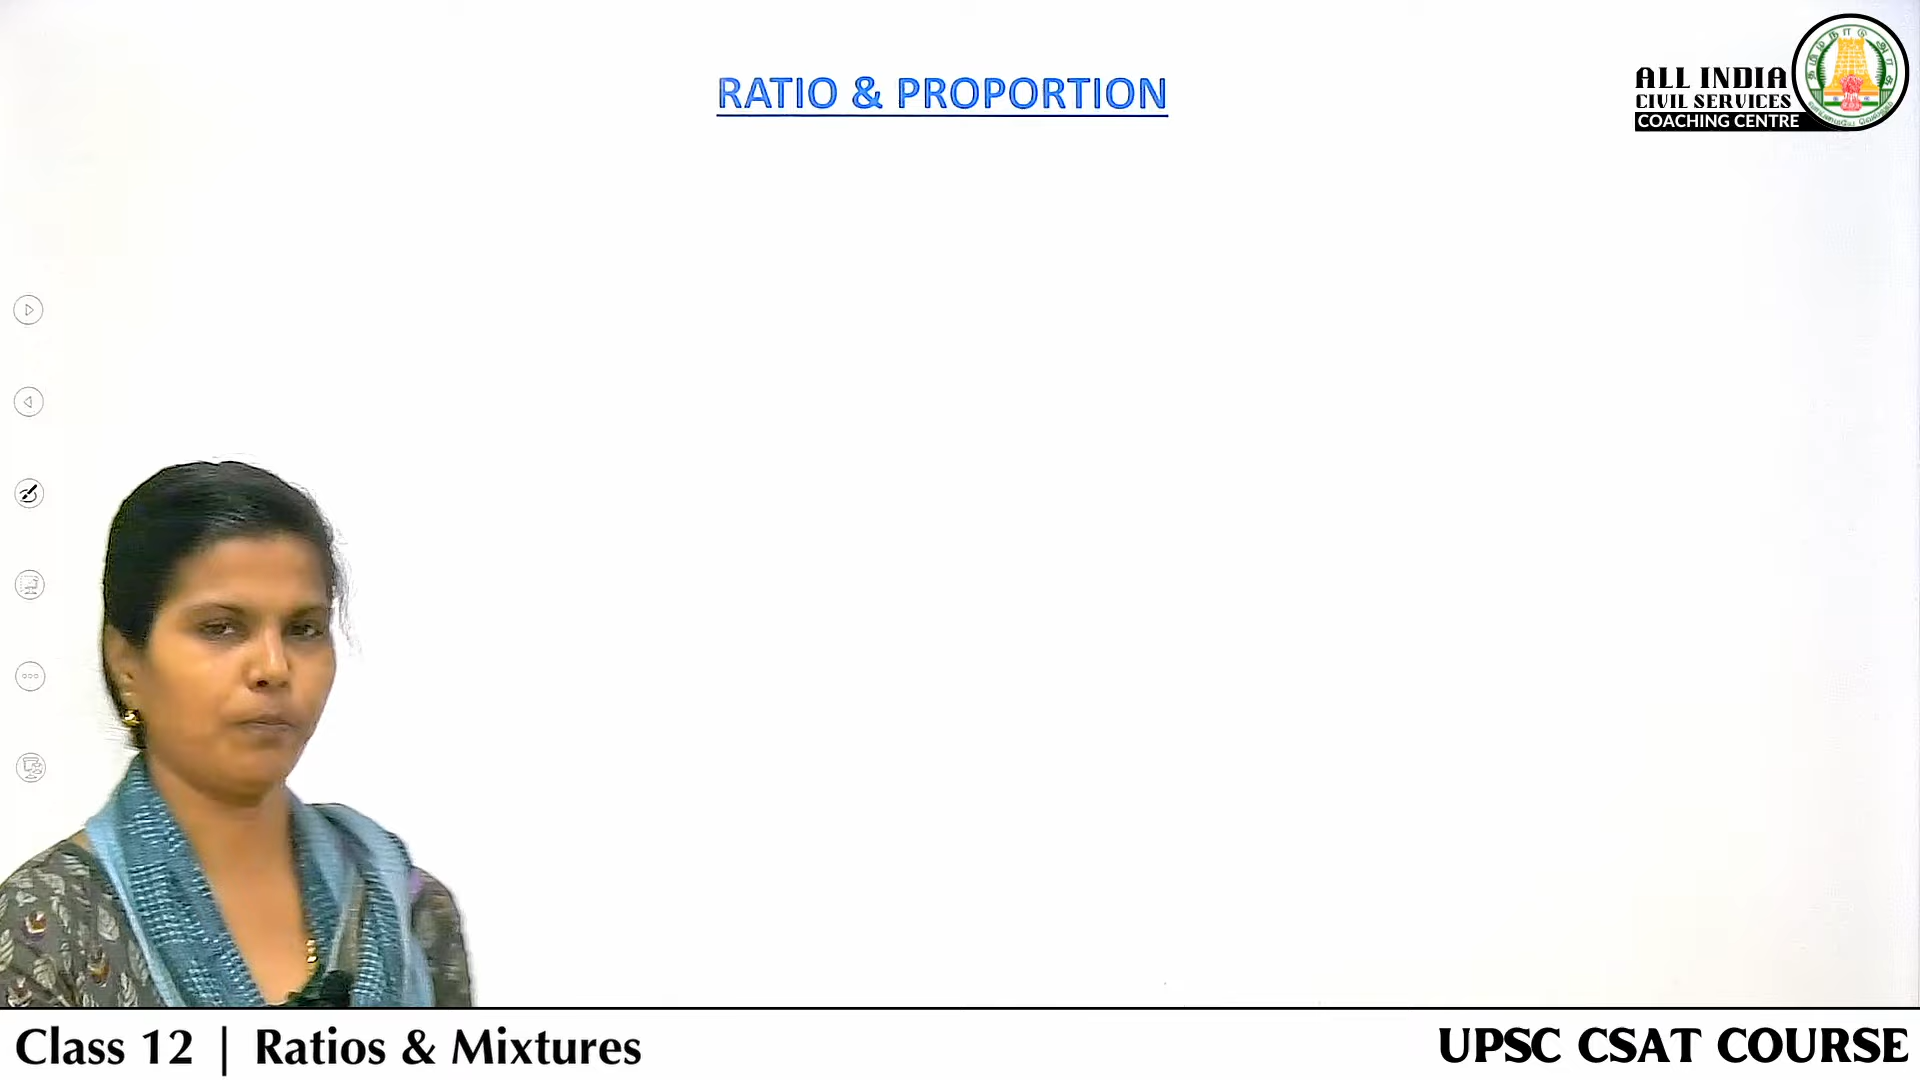 RATIO & PROPORTION
ALL INDIA
CIVIL SERVICES
COACHING CENTRE
Class 12 | Ratios & Mixtures
UPSC CSAT COURSE